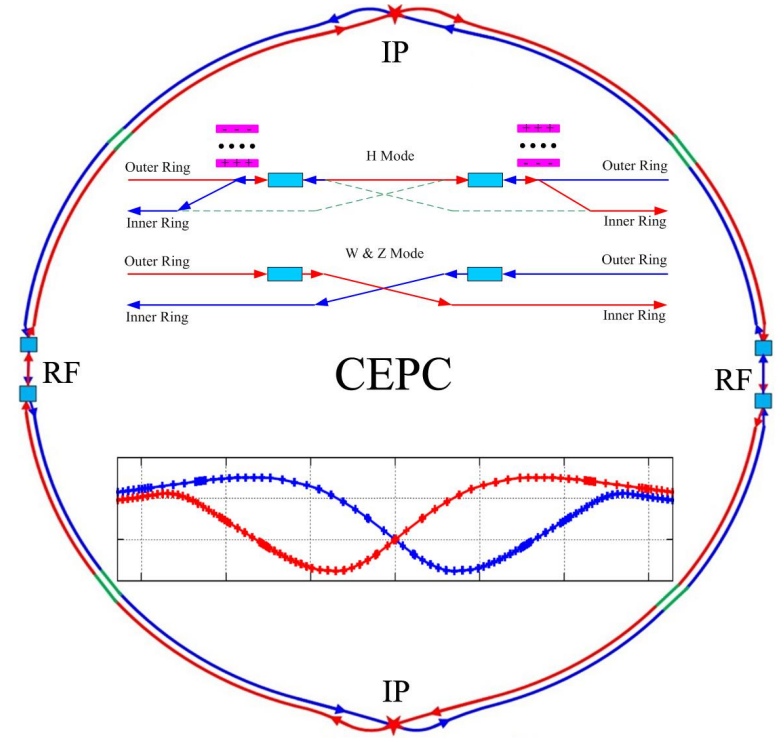 IP
- - -
+ + +
• • • •
• • • •
H Mode
+ + +
- - -
Outer Ring
Outer Ring
Inner Ring
Inner Ring
W & Z Mode
Outer Ring
Outer Ring
Inner Ring
Inner Ring
RF
CEPC
RF
IP